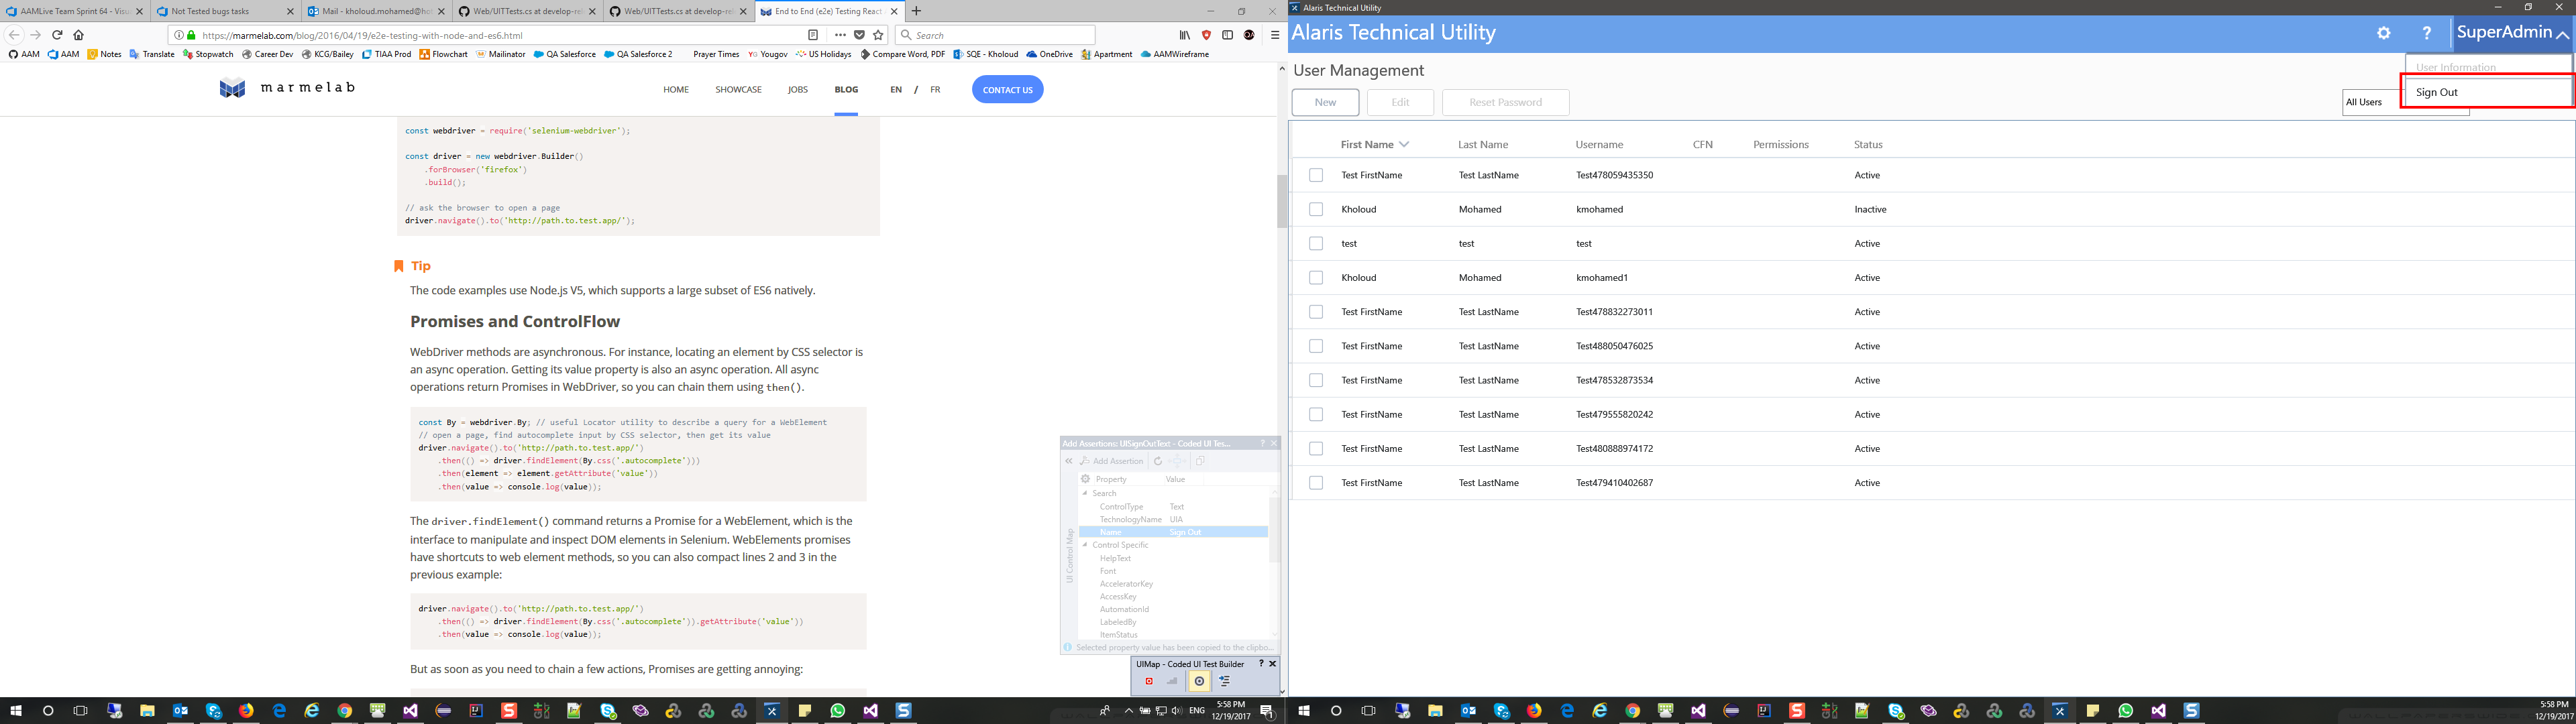 AAMLive Team Sprint 64 - Visu
Not Tested bugs tasks
Mail - kholoud.mohamed@hot
Web/UITTests.cs at develop-rel
Web/UITTests.cs at develop-rel
End to End (e2e) Testing React
https://marmelab.com/blog/2016/04/19/e2e-testing-with-node-and-es6.html
Search
AAM
AAM
Notes
Translate
Stopwatch
Career Dev
KCG/Bailey
TIAA Prod
Flowchart
Mailinator
QA Salesforce
QA Salesforce 2
Prayer Times
Yougov
US Holidays
Compare Word, PDF
SQE - Kholoud
OneDrive
Apartment
AAMWireframe
marmelab
HOME
SHOWCASE
JOBS
BLOG
EN / FR
CONTACT US
const webdriver = require('selenium-webdriver');
const driver = new webdriver.Builder()
.forBrowser('firefox')
.build();
// ask the browser to open a page
driver.navigate().to('http://path.to.test.app/');
Tip
The code examples use Node.js V5, which supports a large subset of ES6 natively.
Promises and ControlFlow
WebDriver methods are asynchronous. For instance, locating an element by CSS selector is
an async operation. Getting its value property is also an async operation. All async
operations return Promises in WebDriver, so you can chain them using then().
const By = webdriver.By; // useful Locator utility to describe a query for a WebElement
// open a page, find autocomplete input by CSS selector, then get its value
driver.navigate().to('http://path.to.test.app/')
.then(() => driver.findElement(By.css('.autocomplete')))
.then(element => element.getAttribute('value'))
.then(value => console.log(value));
The driver.findElement() command returns a Promise for a WebElement, which is the
interface to manipulate and inspect DOM elements in Selenium. WebElements promises
have shortcuts to web element methods, so you can also compact lines 2 and 3 in the
previous example:
driver.navigate().to('http://path.to.test.app/')
.then(() => driver.findElement(By.css('.autocomplete')).getAttribute('value'))
.then(value => console.log(value));
But as soon as you need to chain a few actions, Promises are getting annoying:
Add Assertions: UISignOutText - Coded UI Tes...
Add Assertion
UI Control Map
Property Value
Search
ControlType Text
TechnologyName UIA
Name Sign Out
Control Specific
HelpText
Font
AcceleratorKey
AccessKey
AutomationId
LabeledBy
ItemStatus
Selected property value has been copied to the clipbo...
UIMap - Coded UI Test Builder
ENG
5:58 PM
12/19/2017
Alaris Technical Utility
Alaris Technical Utility
? SuperAdmin
User Management
User Information
Sign Out
New
Edit
Reset Password
All Users
First Name Last Name Username CFN Permissions Status
Test FirstName Test LastName Test478059435350 Active
Kholoud Mohamed kmohamed Inactive
test test test Active
Kholoud Mohamed kmohamed1 Active
Test FirstName Test LastName Test478832273011 Active
Test FirstName Test LastName Test488050476025 Active
Test FirstName Test LastName Test478532873534 Active
Test FirstName Test LastName Test479555820242 Active
Test FirstName Test LastName Test480888974172 Active
Test FirstName Test LastName Test479410402687 Active
5:58 PM
12/19/2017